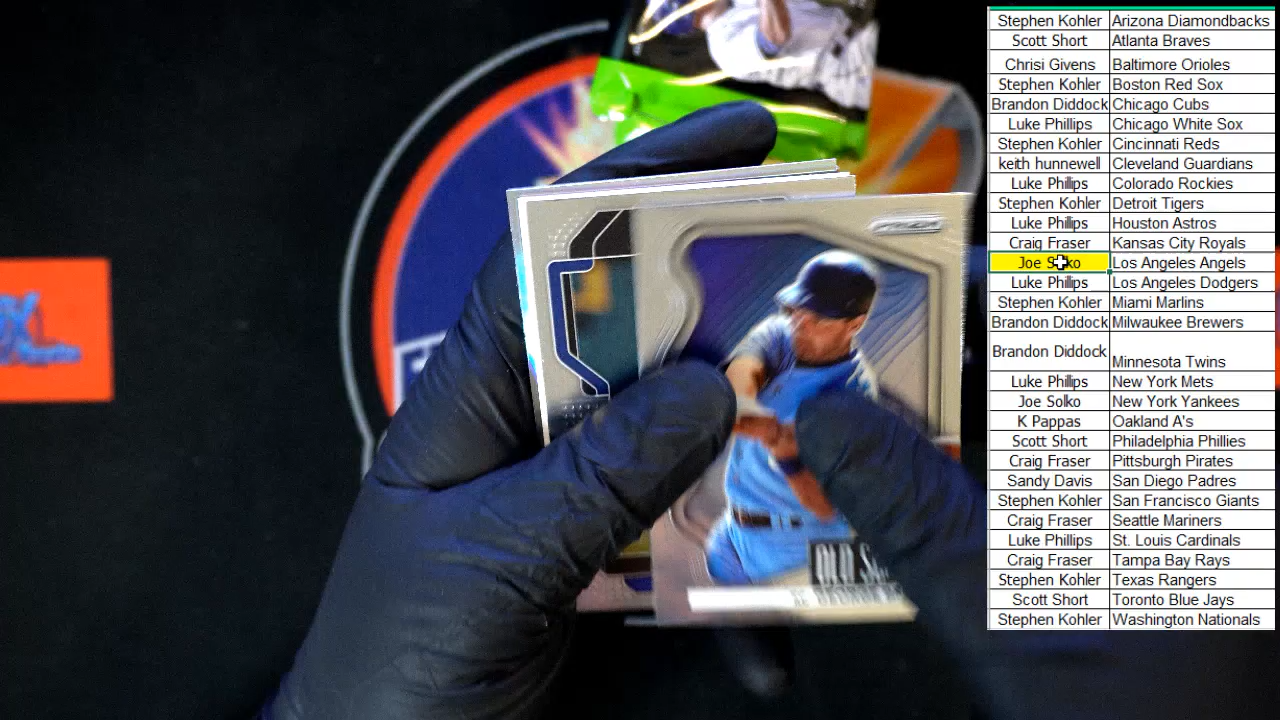 Stephen Kohler Arizona Diamondbacks
Scott Short Atlanta Braves
Chrisi Givens Baltimore Orioles
Stephen Kohler Boston Red Sox
Brandon Diddock Chicago Cubs
Luke Phillips Chicago White Sox
Stephen Kohler Cincinnati Reds
keith hunnewell Cleveland Guardians
Luke Phillips Colorado Rockies
Stephen Kohler Detroit Tigers
Luke Phillips Houston Astros
Craig Fraser Kansas City Royals
Joe Solko Los Angeles Angels
Luke Phillips Los Angeles Dodgers
Stephen Kohler Miami Marlins
Brandon Diddock Milwaukee Brewers
Brandon Diddock Minnesota Twins
Luke Phillips New York Mets
Joe Solko New York Yankees
K Pappas Oakland A's
Scott Short Philadelphia Phillies
Craig Fraser Pittsburgh Pirates
Sandy Davis San Diego Padres
Stephen Kohler San Francisco Giants
Craig Fraser Seattle Mariners
Luke Phillips St. Louis Cardinals
Craig Fraser Tampa Bay Rays
Stephen Kohler Texas Rangers
Scott Short Toronto Blue Jays
Stephen Kohler Washington Nationals
OLD